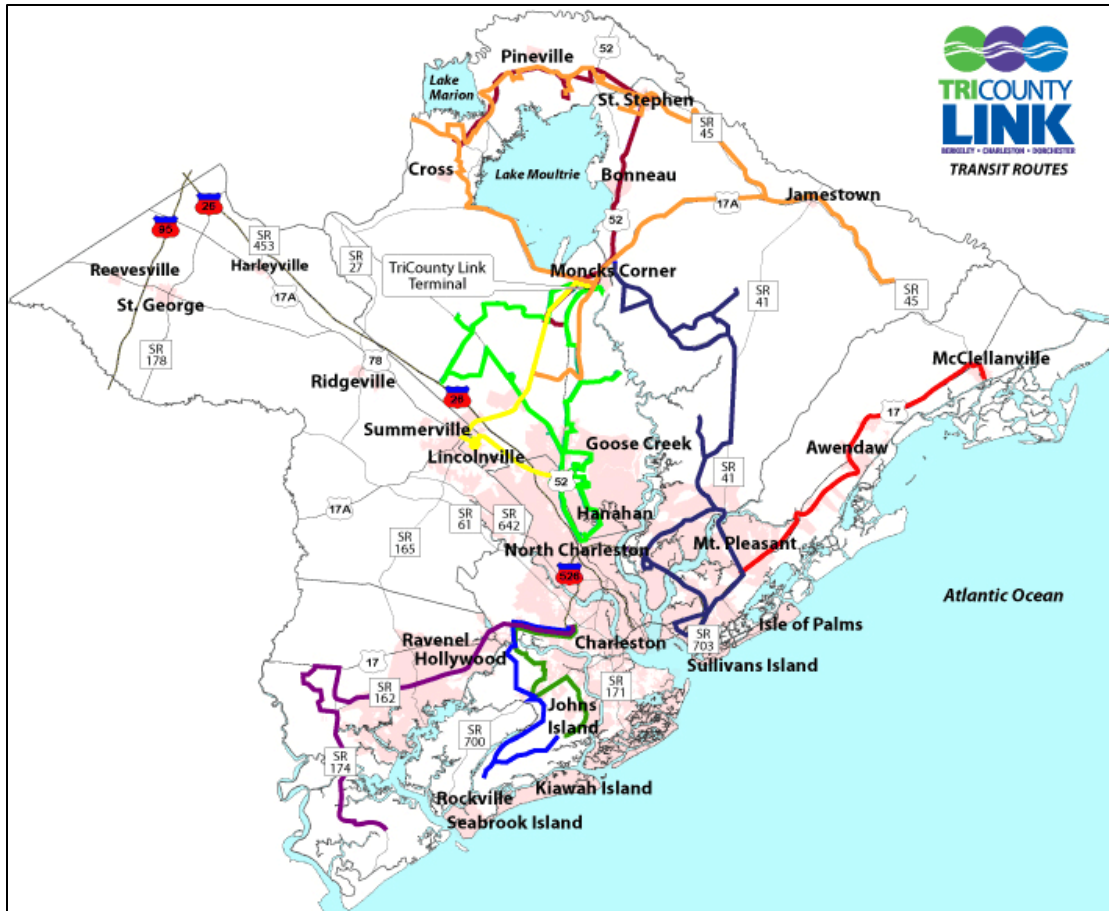 Pineville
52
Lake
Marion
St. Stephen
SR
45
TRICOUNTY
LINK
BERKELEY • CHARLESTON • DORCHESTER
TRANSIT ROUTES
Cross
Lake Moultrie
Bonneau
17A
Jamestown
52
26
95
SR
453
SR
27
Reevesville
Harleyville
17A
St. George
TriCounty Link
Terminal
Moncks Corner
SR
41
SR
45
SR
178
78
Ridgeville
26
McClellanville
17
Summerville
Lincolnville
Goose Creek
Awendaw
52
SR
41
17A
SR
61
SR
642
Hanahan
SR
165
North Charleston
Mt. Pleasant
526
Atlantic Ocean
Isle of Palms
Ravenel
Hollywood
Charleston
SR
703
Sullivans Island
17
SR
162
SR
171
Johns
Island
SR
700
SR
174
Kiawah Island
Rockville
Seabrook Island